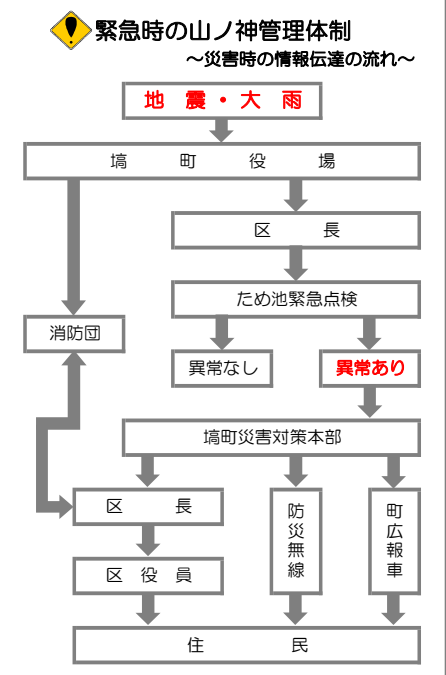 緊急時の山ノ神管理体制
～災害時の情報伝達の流れ～
地 震・大 雨
塙 町 役 場
区 長
ため池緊急点検
消防団
異常なし
異常あり
塙町災害対策本部
区 長
防災無線
町広報車
区 役 員
住 民